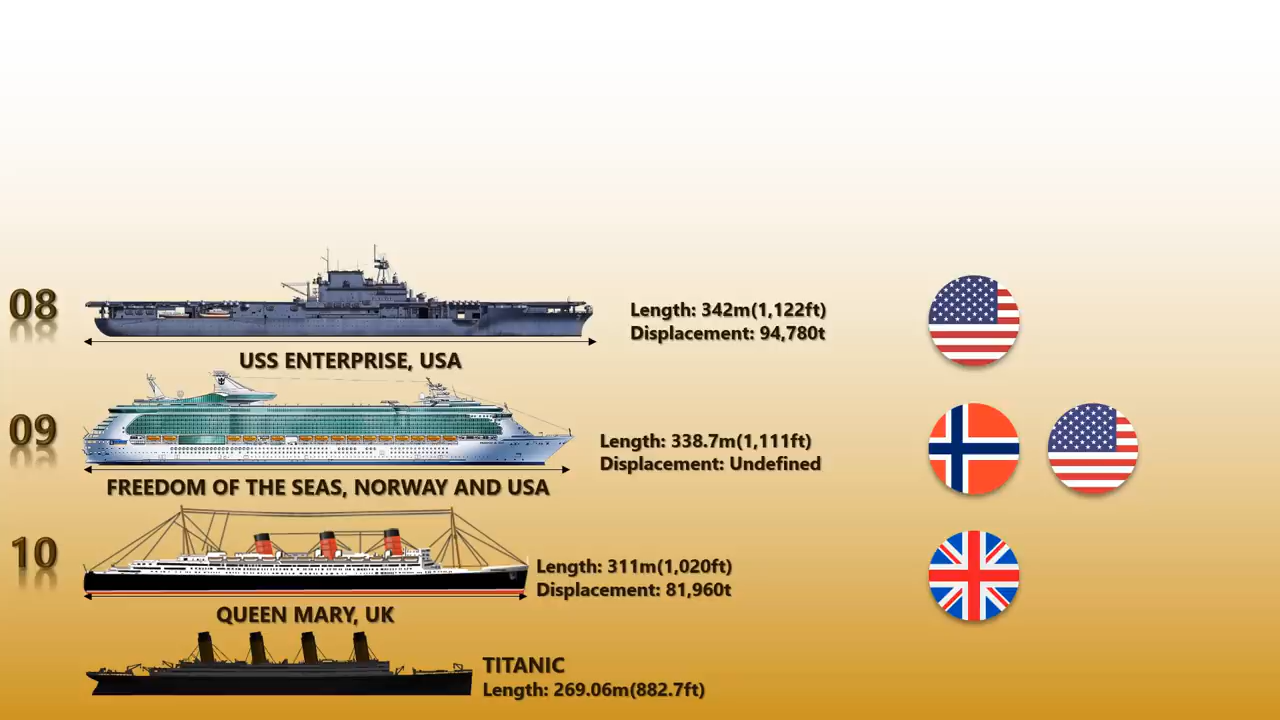 08
Length: 342m(1,122ft)
Displacement: 94,780t
USS ENTERPRISE, USA
09
Length: 338.7m(1,111ft)
Displacement: Undefined
FREEDOM OF THE SEAS, NORWAY AND USA
10
Length: 311m(1,020ft)
Displacement: 81,960t
QUEEN MARY, UK
TITANIC
Length: 269.06m(882.7ft)